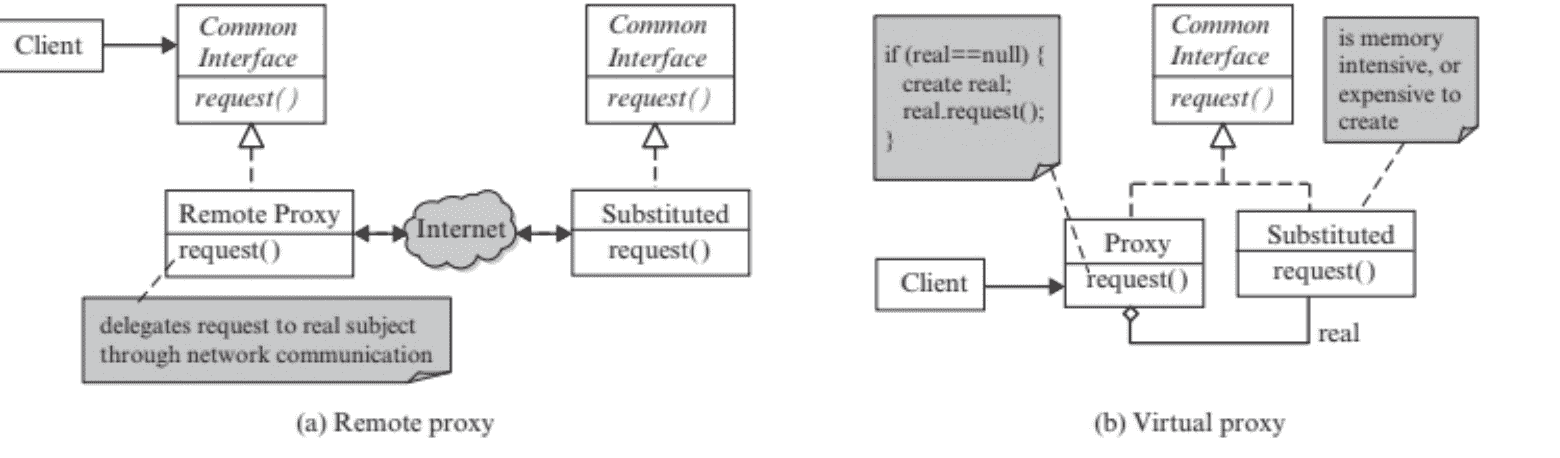 Client
Common
Interface
request()
Remote Proxy
request()
delegates request to real subject
through network communication
Internet
Common
Interface
request()
Substituted
request()
(a) Remote proxy
if (real==null) {
create real;
real.request();
}
Common
Interface
request()
is memory
intensive, or
expensive to
create
Client
Proxy
request()
Substituted
request()
real
(b) Virtual proxy